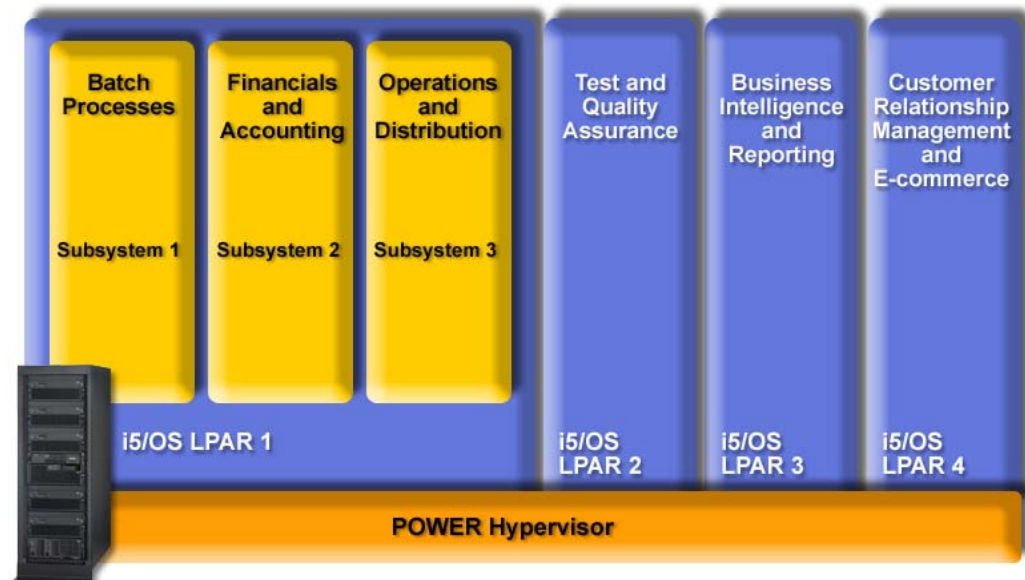 Batch
Processes
Financials
and
Accounting
Operations
and
Distribution
Test and
Quality
Assurance
Business
Intelligence
and
Reporting
Customer
Relationship
Management
and
E-commerce
Subsystem 1
Subsystem 2
Subsystem 3
i5/OS LPAR 1
i5/OS
LPAR 2
i5/OS
LPAR 3
i5/OS
LPAR 4
POWER Hypervisor